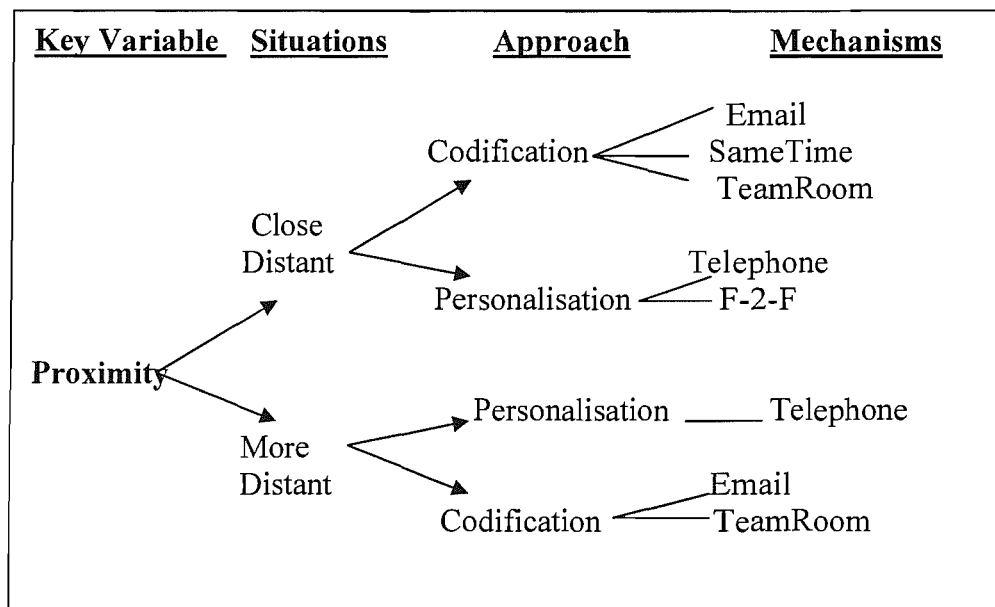 Key Variable Situations Approach Mechanisms
Email
Codification SameTime
TeamRoom
Close
Distant
Telephone
Personalisation F-2-F
Proximity
Personalisation Telephone
More
Distant
Email
Codification TeamRoom